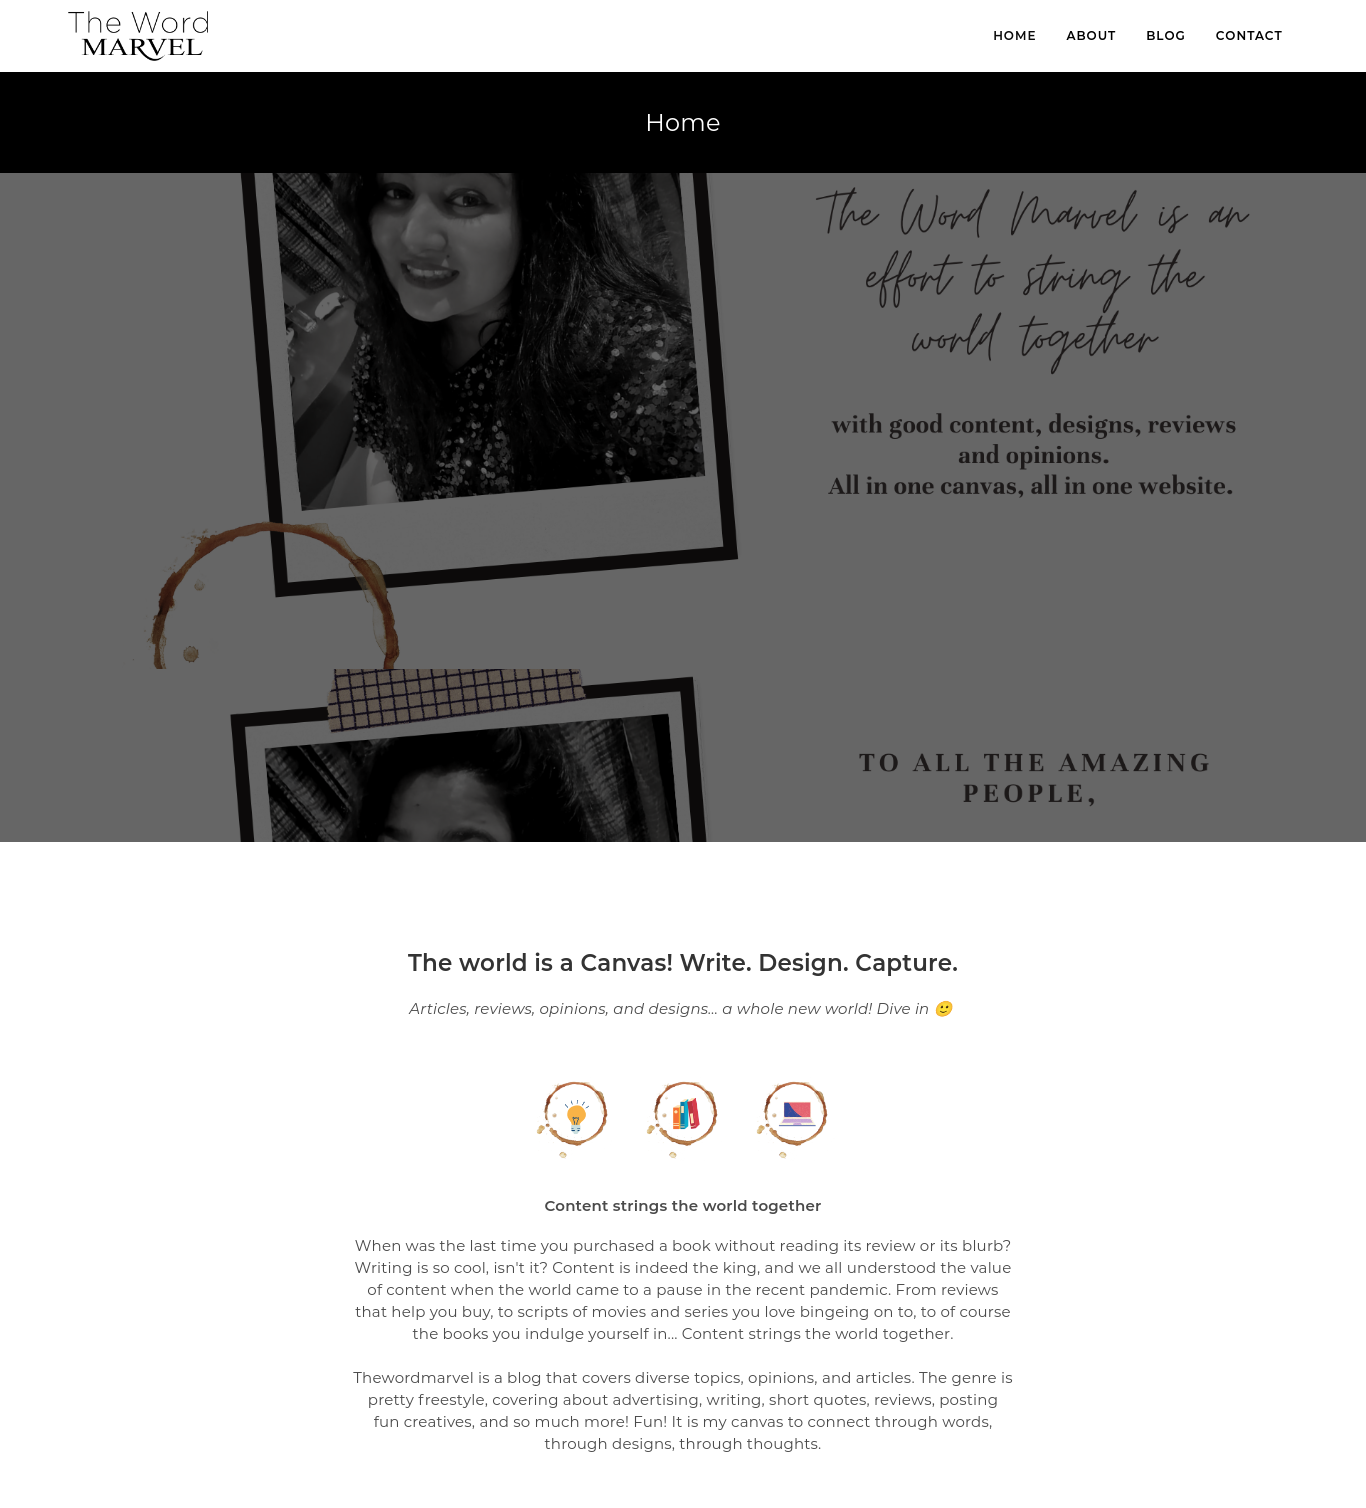 The Word
MARVEL
HOME ABOUT BLOG CONTACT
Home
The Word Marvel is an
effort to string the
world together
with good content, designs, reviews
and opinions.
All in one canvas, all in one website.
TO ALL THE AMAZING
PEOPLE,
The world is a Canvas! Write. Design. Capture.
Articles, reviews, opinions, and designs... a whole new world! Dive in 🙂
Content strings the world together
When was the last time you purchased a book without reading its review or its blurb?
Writing is so cool, isn't it? Content is indeed the king, and we all understood the value
of content when the world came to a pause in the recent pandemic. From reviews
that help you buy, to scripts of movies and series you love bingeing on to, to of course
the books you indulge yourself in... Content strings the world together.
Thewordmarvel is a blog that covers diverse topics, opinions, and articles. The genre is
pretty freestyle, covering about advertising, writing, short quotes, reviews, posting
fun creatives, and so much more! Fun! It is my canvas to connect through words,
through designs, through thoughts.